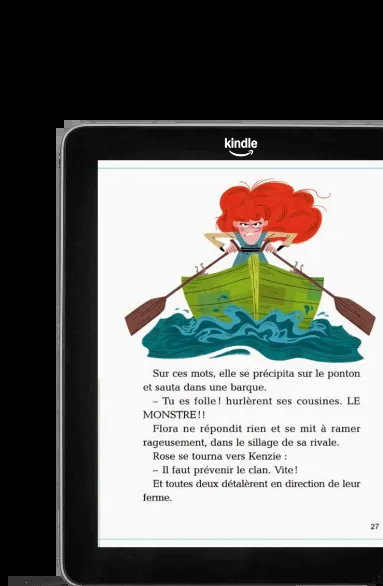 kindle
Sur ces mots, elle se précipita sur le ponton
et sauta dans une barque.
– Tu es folle ! hurlèrent ses cousines. LE
MONSTRE !!
Flora ne répondit rien et se mit à ramer
rageusement, dans le sillage de sa rivale.
Rose se tourna vers Kenzie :
– Il faut prévenir le clan. Vite !
Et toutes deux détalèrent en direction de leur
ferme.
27